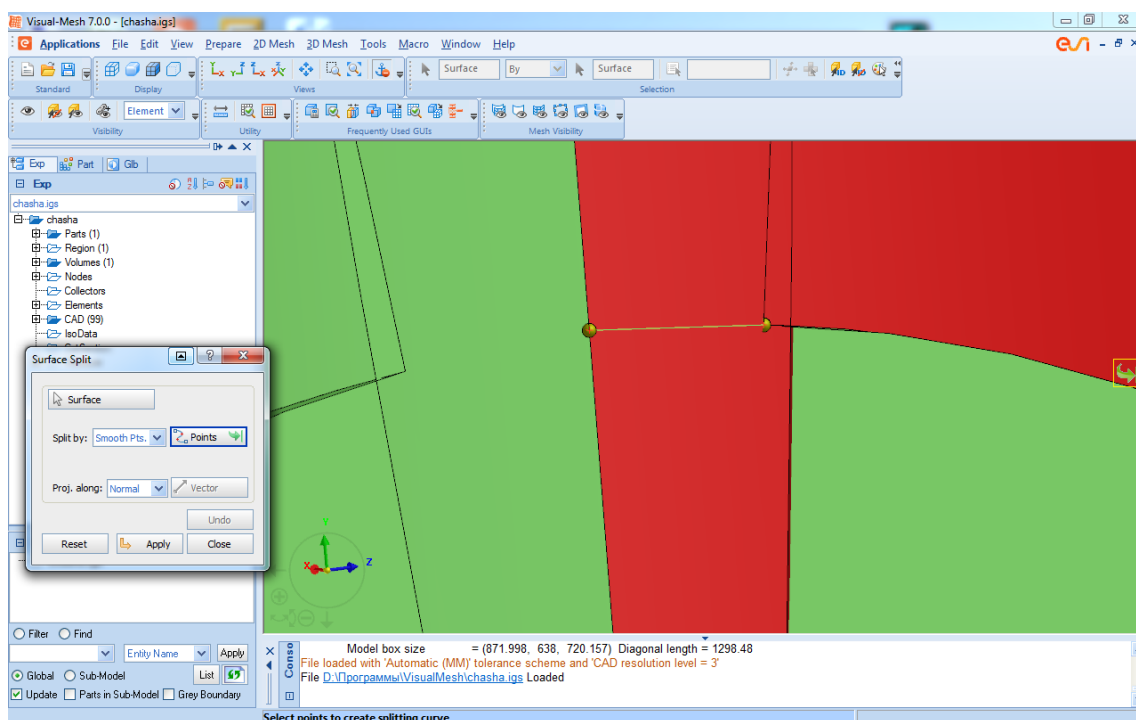 Visual-Mesh 7.0.0 - [chasha.igs]
Applications File Edit View Prepare 2D Mesh 3D Mesh Tools Macro Window Help
esi
Surface By Surface
Standard Display Views Selection
Element
Visibility Utility Frequently Used GUIs Mesh Visibility
Exp Part Glb
Exp
chasha.igs
chasha
Parts (1)
Region (1)
Volumes (1)
Nodes
Collectors
Elements
CAD (99)
IsoData
Surface Split
Surface
Split by: Smooth Pts. Points
Proj. along: Normal Vector
Undo
Reset Apply Close
Y
X Z
Filter Find
Entity Name Apply
Global Sub-Model List
Update Parts in Sub-Model Grey Boundary
Conso
Model box size = (871.998, 638, 720.157) Diagonal length = 1298.48
File loaded with 'Automatic (MM)' tolerance scheme and 'CAD resolution level = 3'
File D:\Программы\VisualMesh\chasha.igs Loaded
Select points to create splitting curve